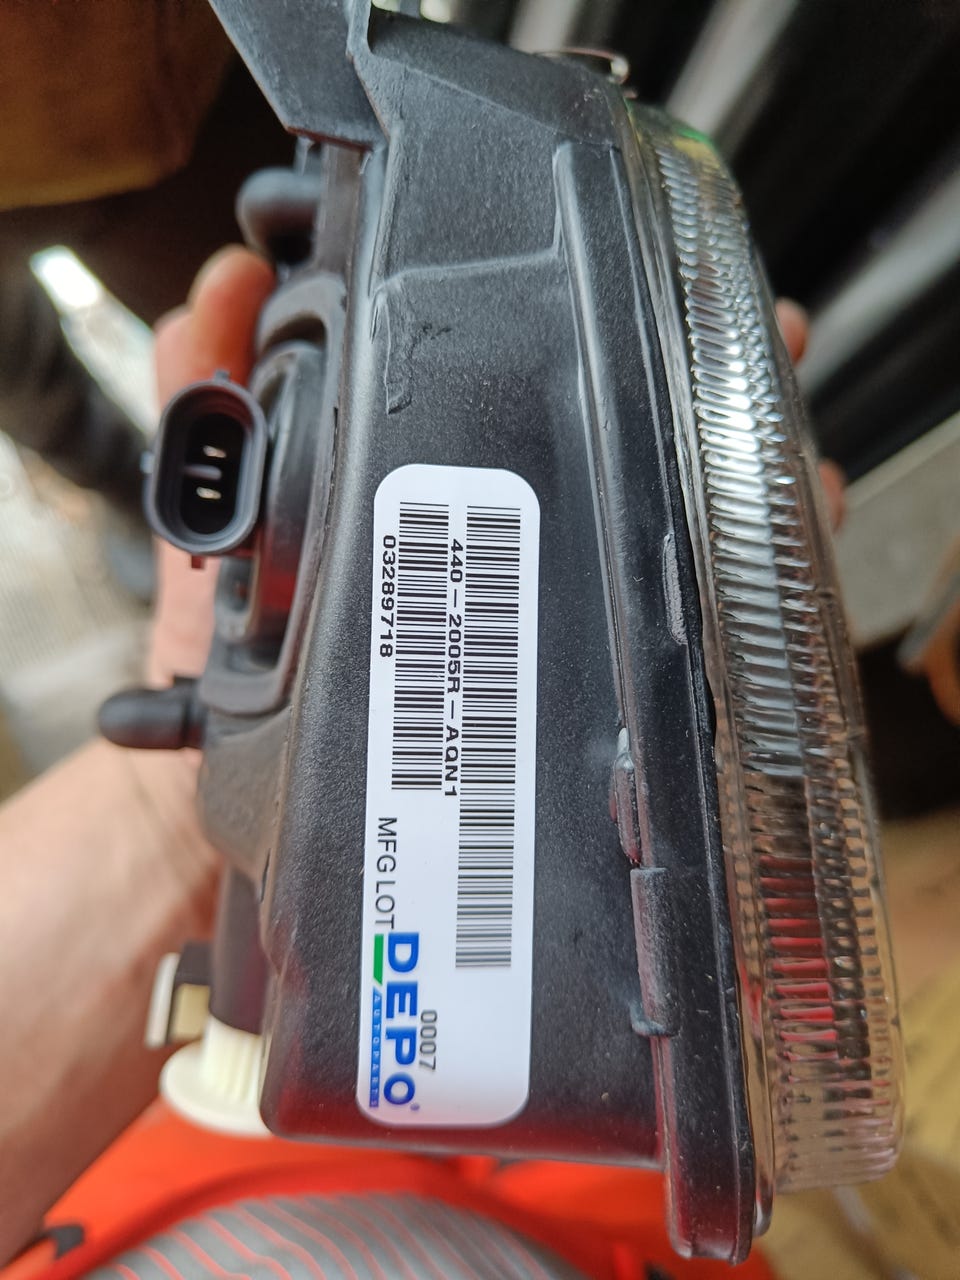 440-2005R-AQN1
03289718
MFG LOT
0007
DEPO
AUTO PARTS